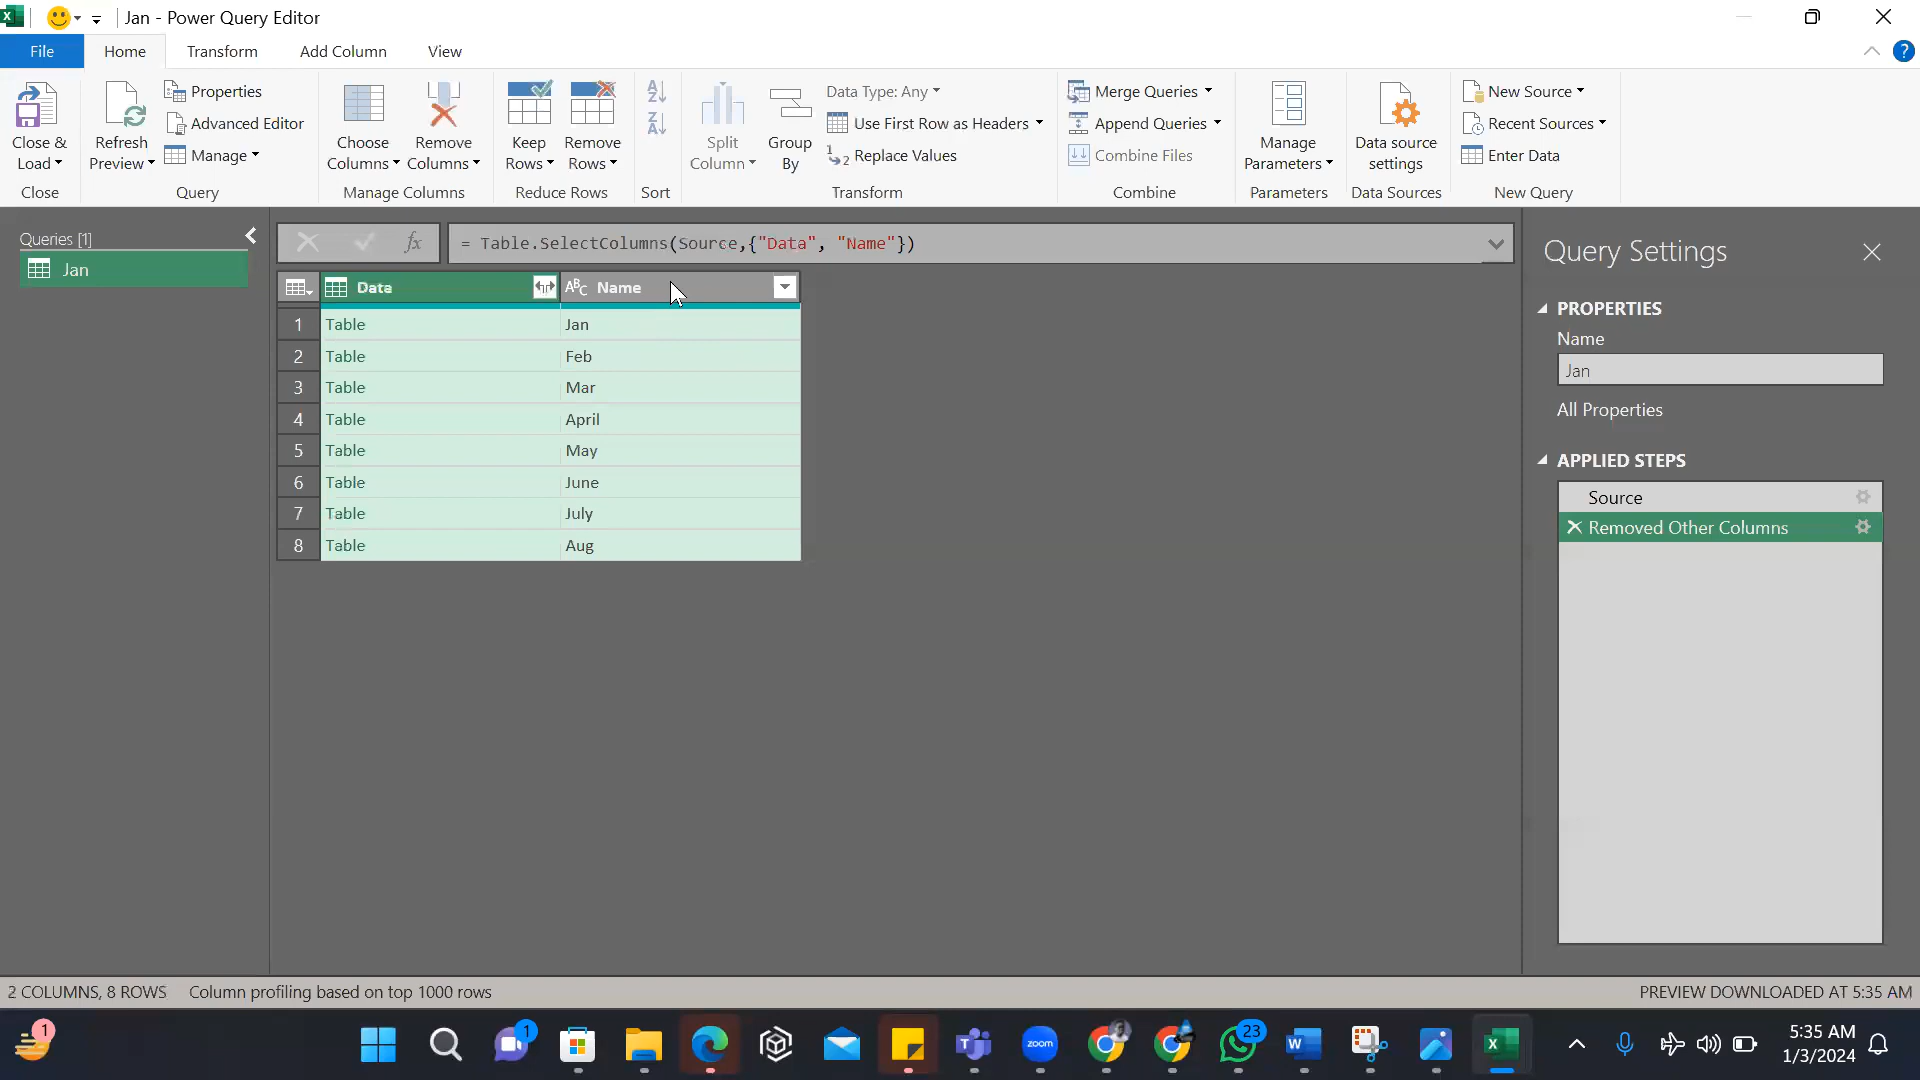 Jan - Power Query Editor
File Home Transform Add Column View
Close & Load
Close
Refresh Preview
Properties
Advanced Editor
Manage
Query
Choose Columns
Remove Columns
Manage Columns
Keep Rows
Remove Rows
Reduce Rows
Sort
Split Column
Group By
Data Type: Any
Use First Row as Headers
Replace Values
Transform
Merge Queries
Append Queries
Combine Files
Combine
Manage Parameters
Parameters
Data source settings
Data Sources
New Source
Recent Sources
Enter Data
New Query
Queries [1]
Jan
fx = Table.SelectColumns(Source,{"Data", "Name"})
Data ABC Name
1 Table Jan
2 Table Feb
3 Table Mar
4 Table April
5 Table May
6 Table June
7 Table July
8 Table Aug
Query Settings
PROPERTIES
Name
Jan
All Properties
APPLIED STEPS
Source
Removed Other Columns
2 COLUMNS, 8 ROWS Column profiling based on top 1000 rows
PREVIEW DOWNLOADED AT 5:35 AM
1
1
zoom
23
5:35 AM
1/3/2024